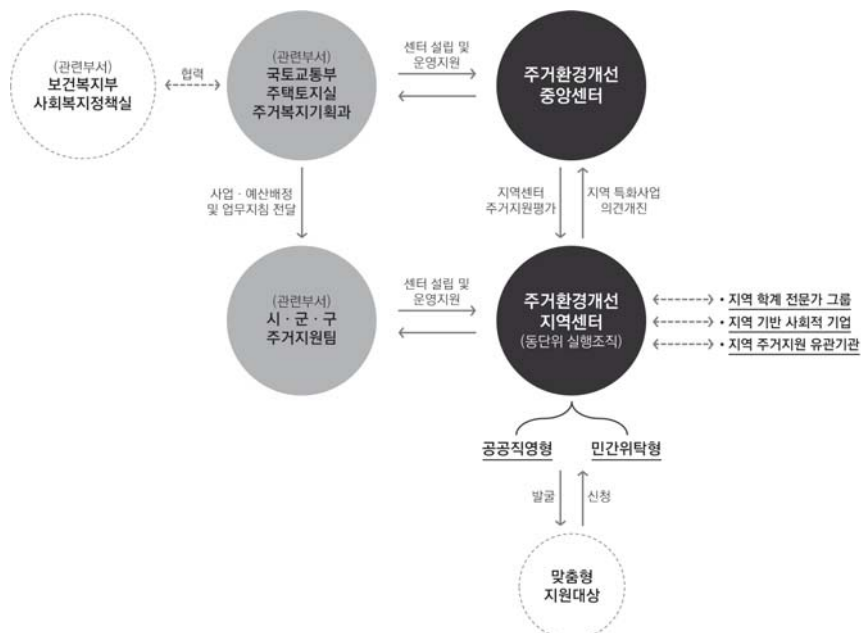 (관련부서)
보건복지부
사회복지정책실
협력
(관련부서)
국토교통부
주택토지실
주거복지기획과
센터 설립 및
운영지원
주거환경개선
중앙센터
사업 · 예산배정
및 업무지침 전달
지역센터
주거지원평가
지역 특화사업
의견개진
(관련부서)
시 · 군 · 구
주거지원팀
센터 설립 및
운영지원
주거환경개선
지역센터
(동단위 실행조직)
• 지역 학계 전문가 그룹
• 지역 기반 사회적 기업
• 지역 주거지원 유관기관
공공직영형
민간위탁형
발굴
신청
맞춤형
지원대상